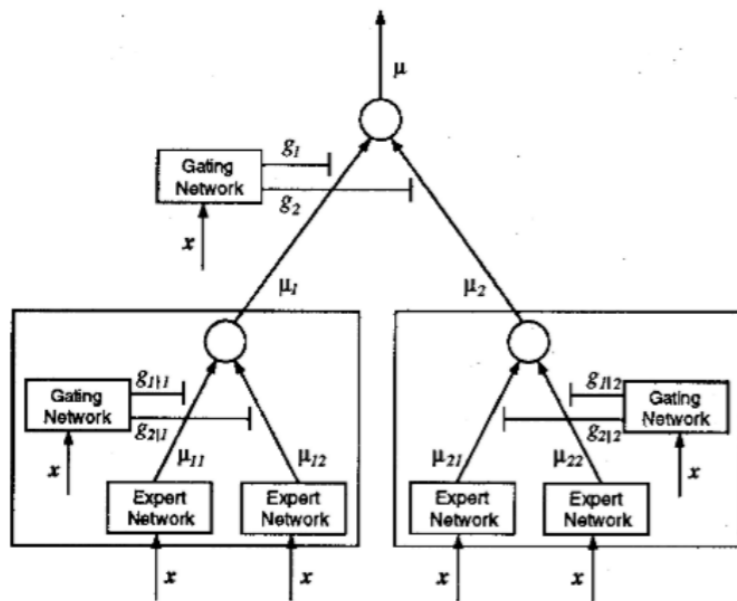 μ
g1
Gating
Network
g2
x
μ1
μ2
g1|1
Gating
Network
g2|1
x
g1|2
Gating
Network
g2|2
x
μ11
μ12
μ21
μ22
Expert
Network
Expert
Network
Expert
Network
Expert
Network
x
x
x
x